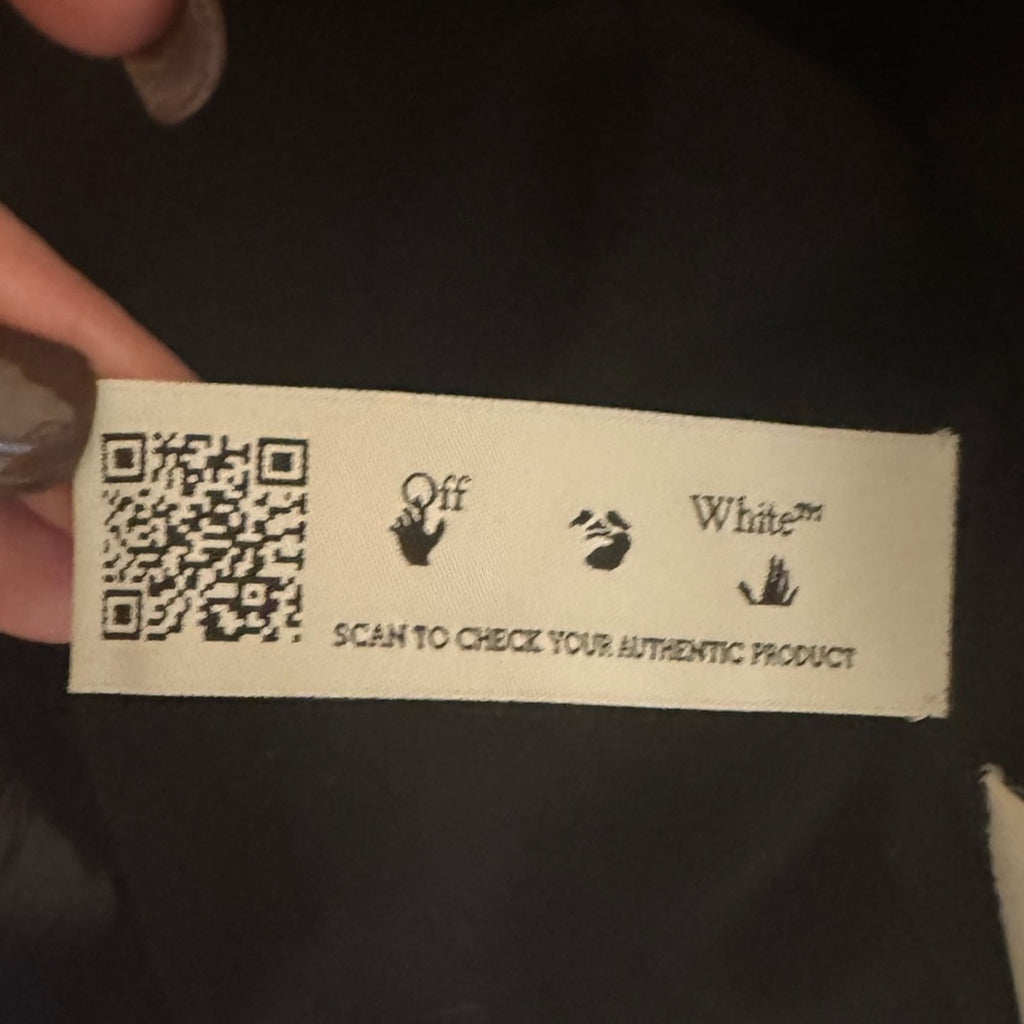 Off
White™
SCAN TO CHECK YOUR AUTHENTIC PRODUCT